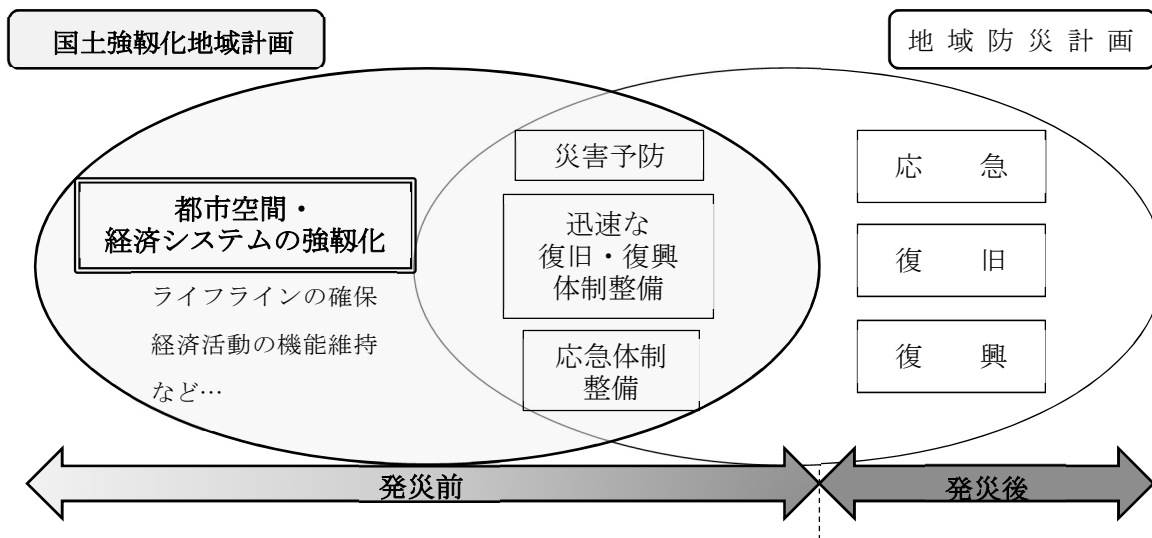 国土強靱化地域計画
地域防災計画
都市空間・
経済システムの強靱化
ライフラインの確保
経済活動の機能維持
など…
災害予防
迅速な
復旧・復興
体制整備
応急体制
整備
応急
復旧
復興
発災前
発災後